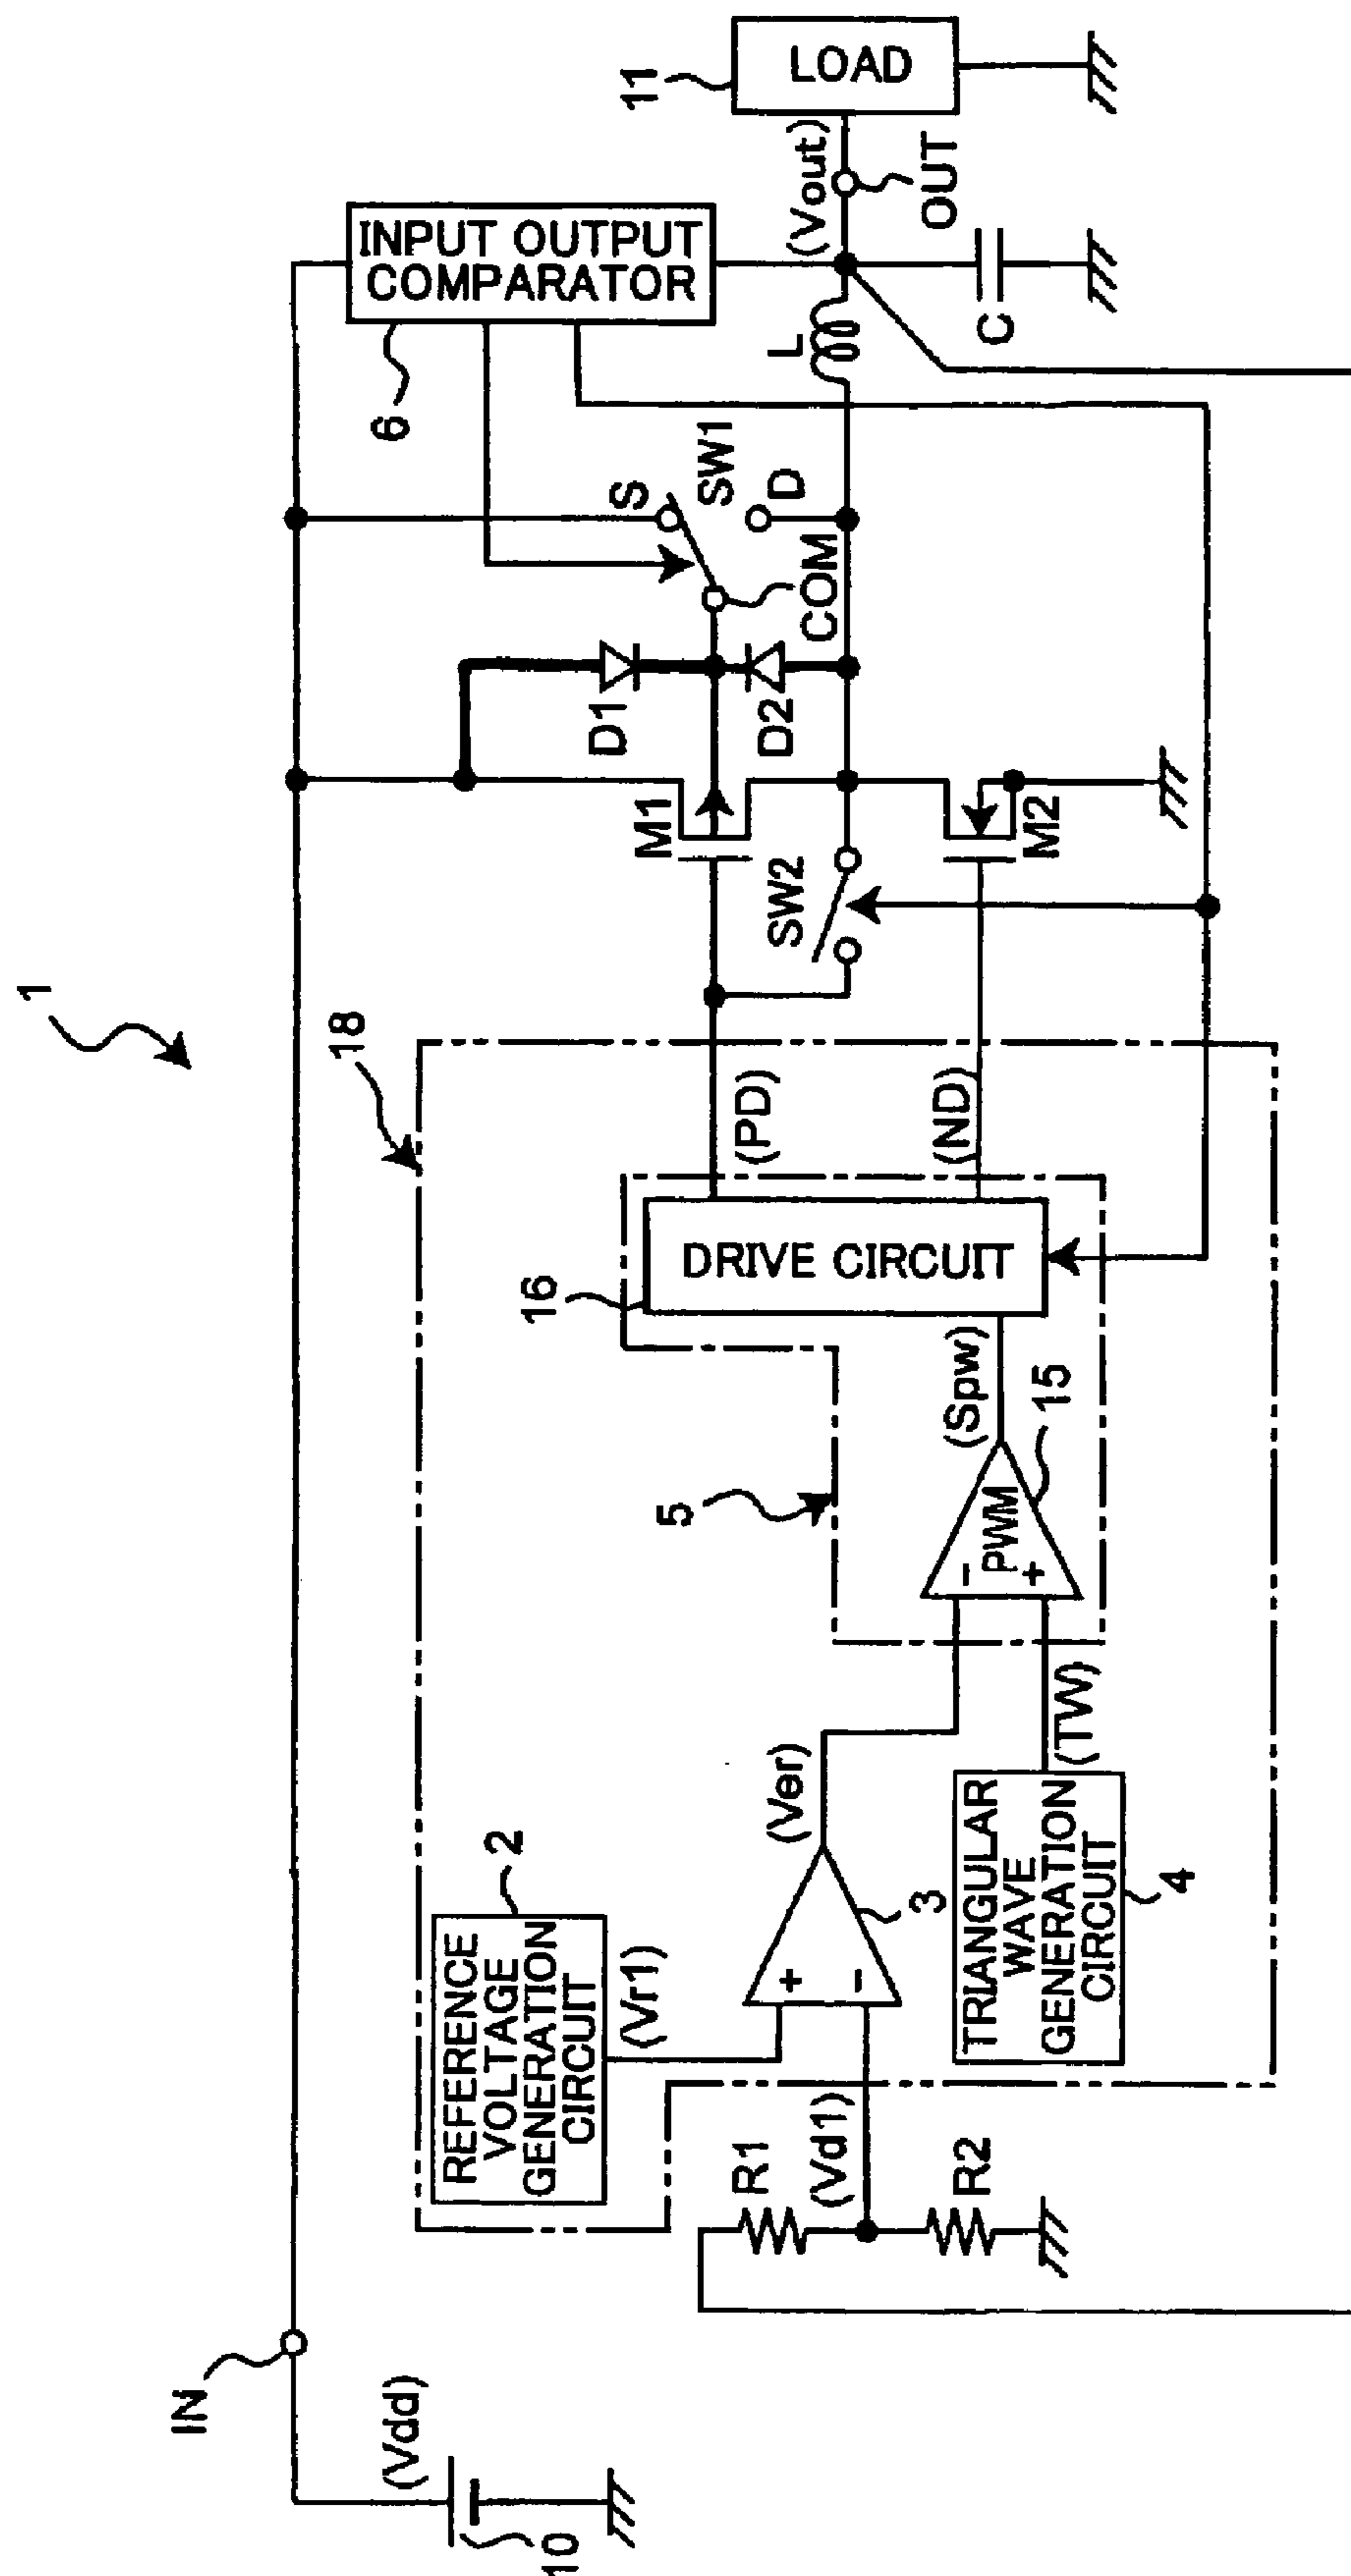 1
IN
(Vdd)
10
18
REFERENCE
VOLTAGE
GENERATION
CIRCUIT
2
(Vr1)
R1
(Vd1)
R2
+
−
3
(Ver)
TRIANGULAR
WAVE
GENERATION
CIRCUIT
4
(TW)
5
−
PWM
+
15
(Spw)
16
DRIVE CIRCUIT
(PD)
(ND)
SW2
M1
M2
D1
D2
COM
S
SW1
D
6
INPUT OUTPUT
COMPARATOR
L
C
(Vout)
OUT
11
LOAD